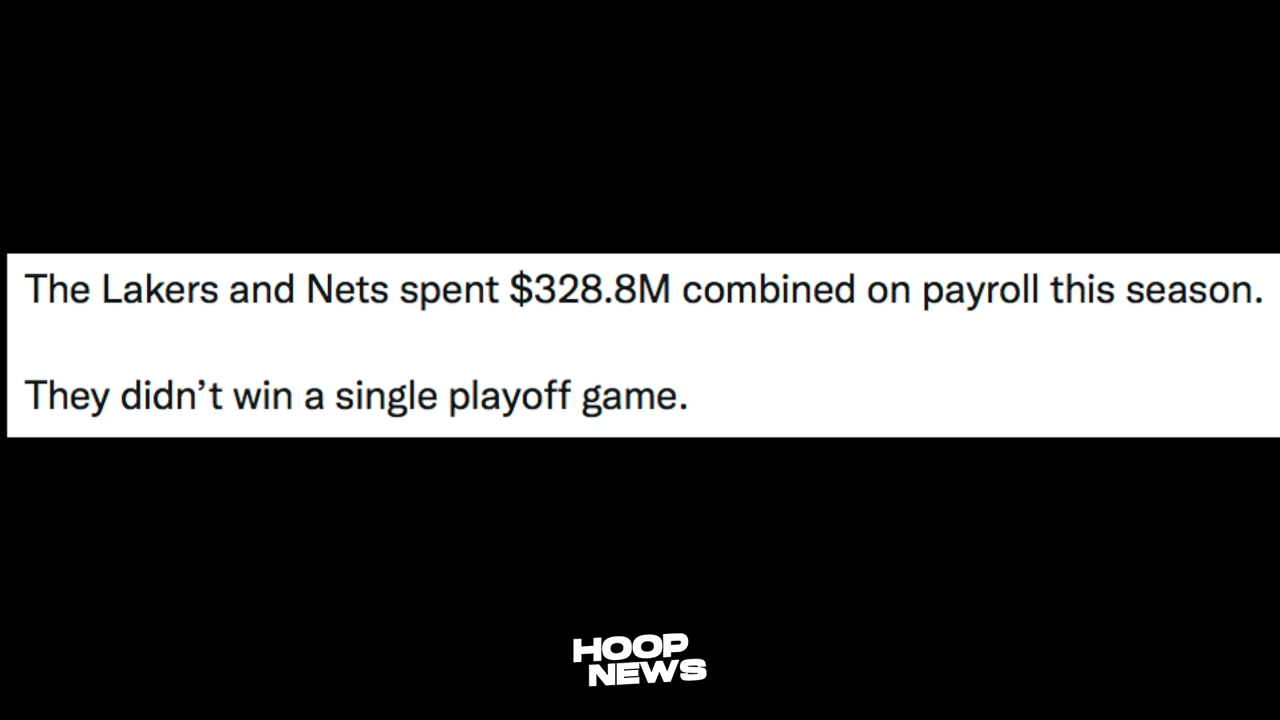 The Lakers and Nets spent $328.8M combined on payroll this season.
They didn’t win a single playoff game.
HOOP
NEWS